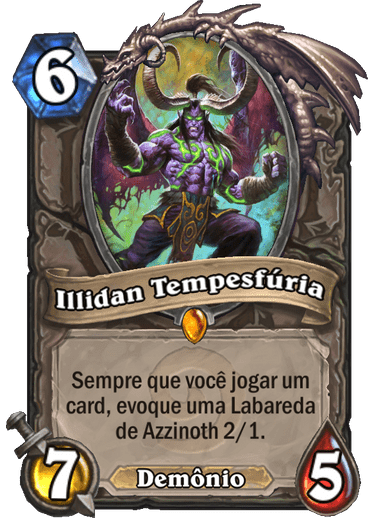 6
Illidan Tempesfúria
Sempre que você jogar um
card, evoque uma Labareda
de Azzinoth 2/1.
7
Demônio
5